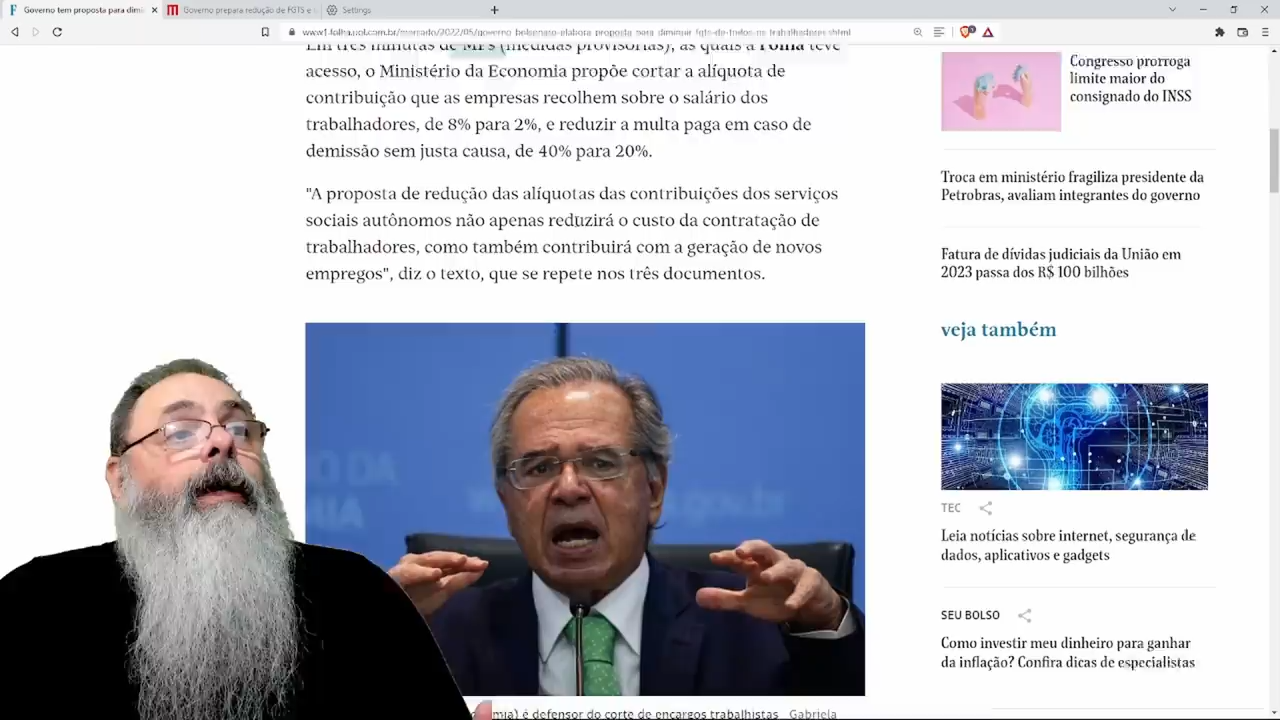 Governo tem proposta para dimi
Governo prepara redução de FGTS e
Settings
www1.folha.uol.com.br/mercado/2022/05/governo-bolsonaro-elabora-proposta-para-diminuir-fgts-de-todos-os-trabalhadores.shtml
Em três minutas de MPs (medidas provisórias), às quais a Folha teve
acesso, o Ministério da Economia propõe cortar a alíquota de
contribuição que as empresas recolhem sobre o salário dos
trabalhadores, de 8% para 2%, e reduzir a multa paga em caso de
demissão sem justa causa, de 40% para 20%.
"A proposta de redução das alíquotas das contribuições dos serviços
sociais autônomos não apenas reduzirá o custo da contratação de
trabalhadores, como também contribuirá com a geração de novos
empregos", diz o texto, que se repete nos três documentos.
mia) é defensor do corte de encargos trabalhistas Gabriela
Congresso prorroga
limite maior do
consignado do INSS
Troca em ministério fragiliza presidente da
Petrobras, avaliam integrantes do governo
Fatura de dívidas judiciais da União em
2023 passa dos R$ 100 bilhões
veja também
TEC
Leia notícias sobre internet, segurança de
dados, aplicativos e gadgets
SEU BOLSO
Como investir meu dinheiro para ganhar
da inflação? Confira dicas de especialistas